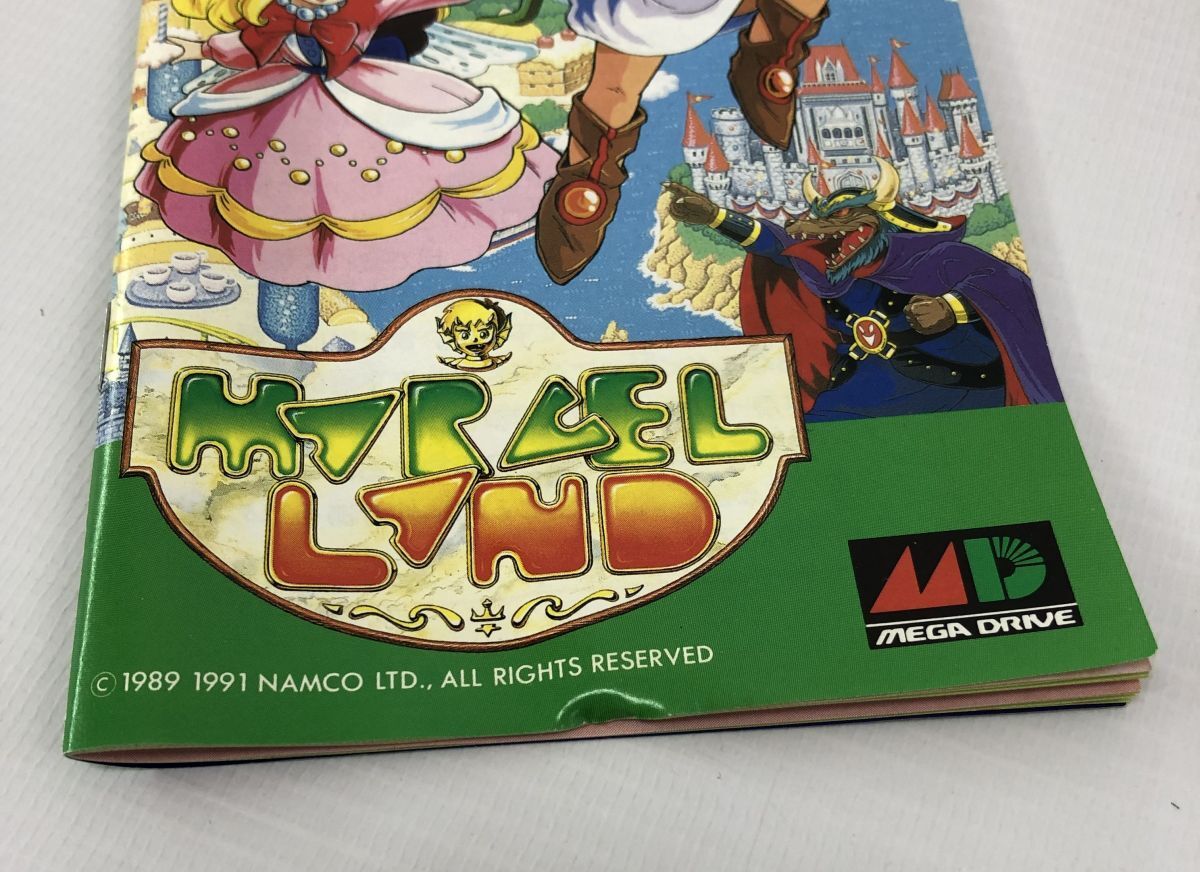 MARVEL
LAND
MD
MEGA DRIVE
© 1989 1991 NAMCO LTD., ALL RIGHTS RESERVED